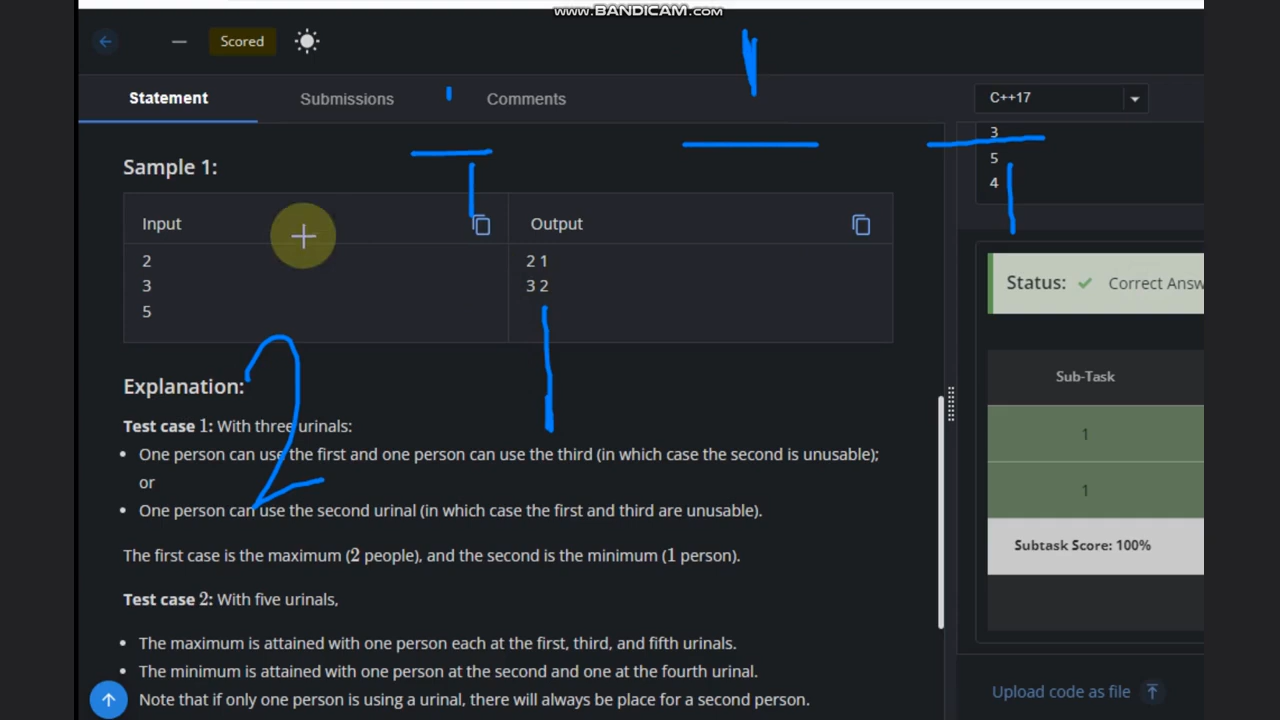 www.BANDICAM.com
Scored
Statement
Submissions
Comments
C++17
3
5
4
Sample 1:
Input
Output
2
3
5
2 1
3 2
2
Status: Correct Answ
Sub-Task
1
1
Subtask Score: 100%
Explanation:
Test case 1: With three urinals:
• One person can use the first and one person can use the third (in which case the second is unusable);
or
• One person can use the second urinal (in which case the first and third are unusable).
The first case is the maximum (2 people), and the second is the minimum (1 person).
Test case 2: With five urinals,
• The maximum is attained with one person each at the first, third, and fifth urinals.
• The minimum is attained with one person at the second and one at the fourth urinal.
• Note that if only one person is using a urinal, there will always be place for a second person.
Upload code as file